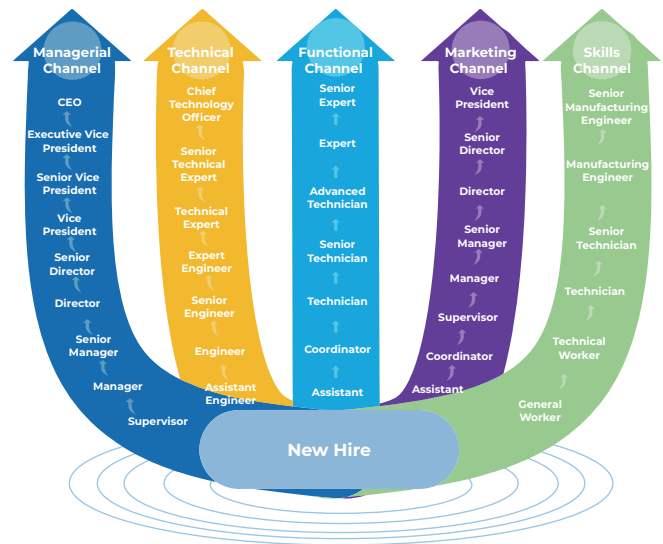 Managerial
Channel
CEO
Executive Vice
President
Senior Vice
President
Vice
President
Senior
Director
Director
Senior
Manager
Manager
Supervisor
Technical
Channel
Chief
Technology
Officer
Senior
Technical
Expert
Technical
Expert
Expert
Engineer
Senior
Engineer
Engineer
Assistant
Engineer
Functional
Channel
Senior
Expert
Expert
Advanced
Technician
Senior
Technician
Technician
Coordinator
Assistant
Marketing
Channel
Vice
President
Senior
Director
Director
Senior
Manager
Manager
Supervisor
Coordinator
Assistant
Skills
Channel
Senior
Manufacturing
Engineer
Manufacturing
Engineer
Senior
Technician
Technician
Technical
Worker
General
Worker
New Hire